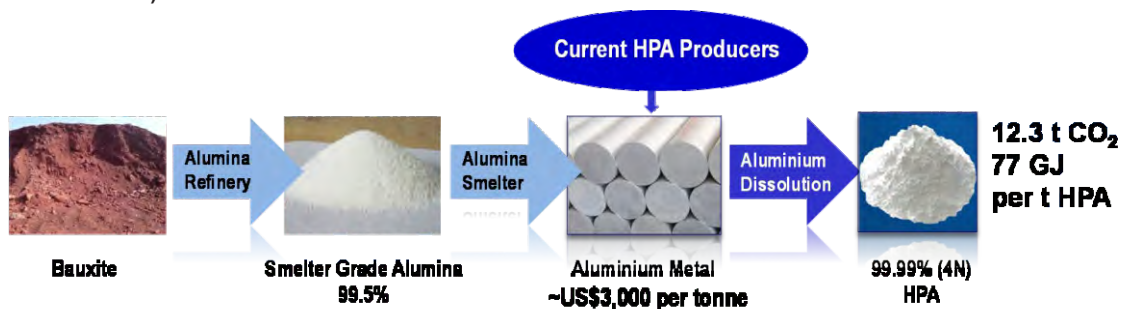 Current HPA Producers
Alumina
Refinery
Alumina
Smelter
Aluminium
Dissolution
12.3 t CO₂
77 GJ
per t HPA
Bauxite
Smelter Grade Alumina
99.5%
Aluminium Metal
~US$3,000 per tonne
99.99% (4N)
HPA